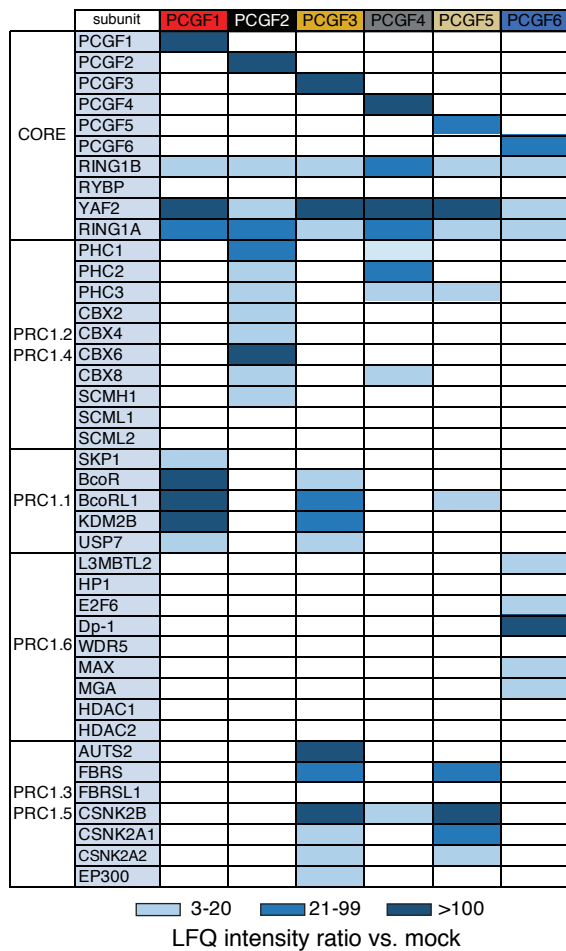 subunit PCGF1 PCGF2 PCGF3 PCGF4 PCGF5 PCGF6
CORE
PCGF1
PCGF2
PCGF3
PCGF4
PCGF5
PCGF6
RING1B
RYBP
YAF2
RING1A
PRC1.2
PRC1.4
PHC1
PHC2
PHC3
CBX2
CBX4
CBX6
CBX8
SCMH1
SCML1
SCML2
PRC1.1
SKP1
BcoR
BcoRL1
KDM2B
USP7
PRC1.6
L3MBTL2
HP1
E2F6
Dp-1
WDR5
MAX
MGA
HDAC1
HDAC2
PRC1.3
PRC1.5
AUTS2
FBRS
FBRSL1
CSNK2B
CSNK2A1
CSNK2A2
EP300
3-20 21-99 >100
LFQ intensity ratio vs. mock